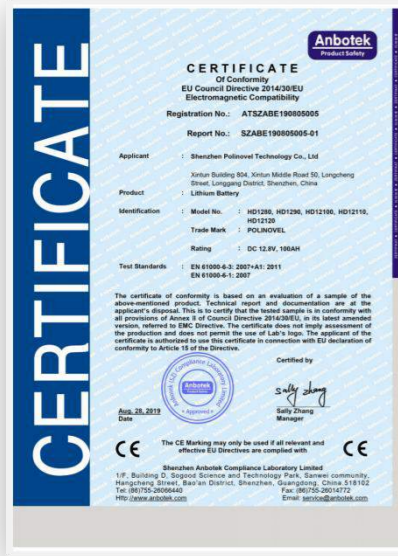 CERTIFICATE
Anbotek
Product Safety
CERTIFICATE
Of Conformity
EU Council Directive 2014/30/EU
Electromagnetic Compatibility
Registration No.: ATSZABE190805005
Report No.: SZABE190805005-01
Applicant : Shenzhen Polinovel Technology Co., Ltd
Xintun Building 804, Xintun Middle Road 50, Longcheng
Street, Longgang District, Shenzhen, China
Product : Lithium Battery
Identification : Model No. : HD1280, HD1290, HD12100, HD12110,
HD12120
Trade Mark : POLINOVEL
Rating : DC 12.8V, 100AH
Test Standards : EN 61000-6-3: 2007+A1: 2011
EN 61000-6-1: 2007
The certificate of conformity is based on an evaluation of a sample of the
above-mentioned product. Technical report and documentation are at the
applicant's disposal. This is to certify that the tested sample is in conformity with
all provisions of Annex II of Council Directive 2014/30/EU, in its latest amended
version, referred to EMC Directive. The certificate does not imply assessment of
the production and does not permit the use of Lab's logo. The applicant of the
certificate is authorized to use this certificate in connection with EU declaration of
conformity to Article 15 of the Directive.
Certified by
Anbotek
Approved
Sally Zhang
Aug. 28, 2019
Date
Sally Zhang
Manager
CE
The CE Marking may only be used if all relevant and
effective EU Directives are complied with
CE
Shenzhen Anbotek Compliance Laboratory Limited
1/F, Building D, Sogood Science and Technology Park, Sanwei community,
Hangcheng Street, Bao'an District, Shenzhen, Guangdong, China.518102
Tel: (86)755-26066440 Fax: (86)755-26014772
Http://www.anbotek.com Email: service@anbotek.com